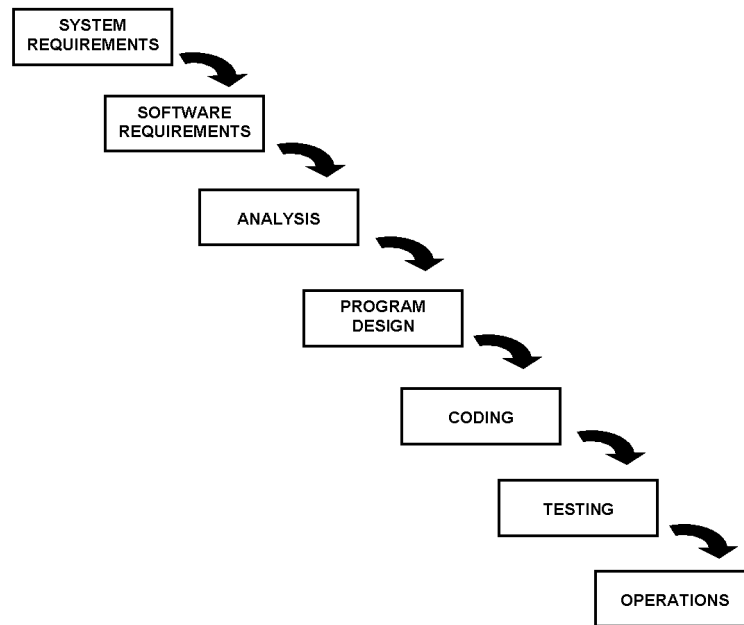 SYSTEM
REQUIREMENTS
SOFTWARE
REQUIREMENTS
ANALYSIS
PROGRAM
DESIGN
CODING
TESTING
OPERATIONS